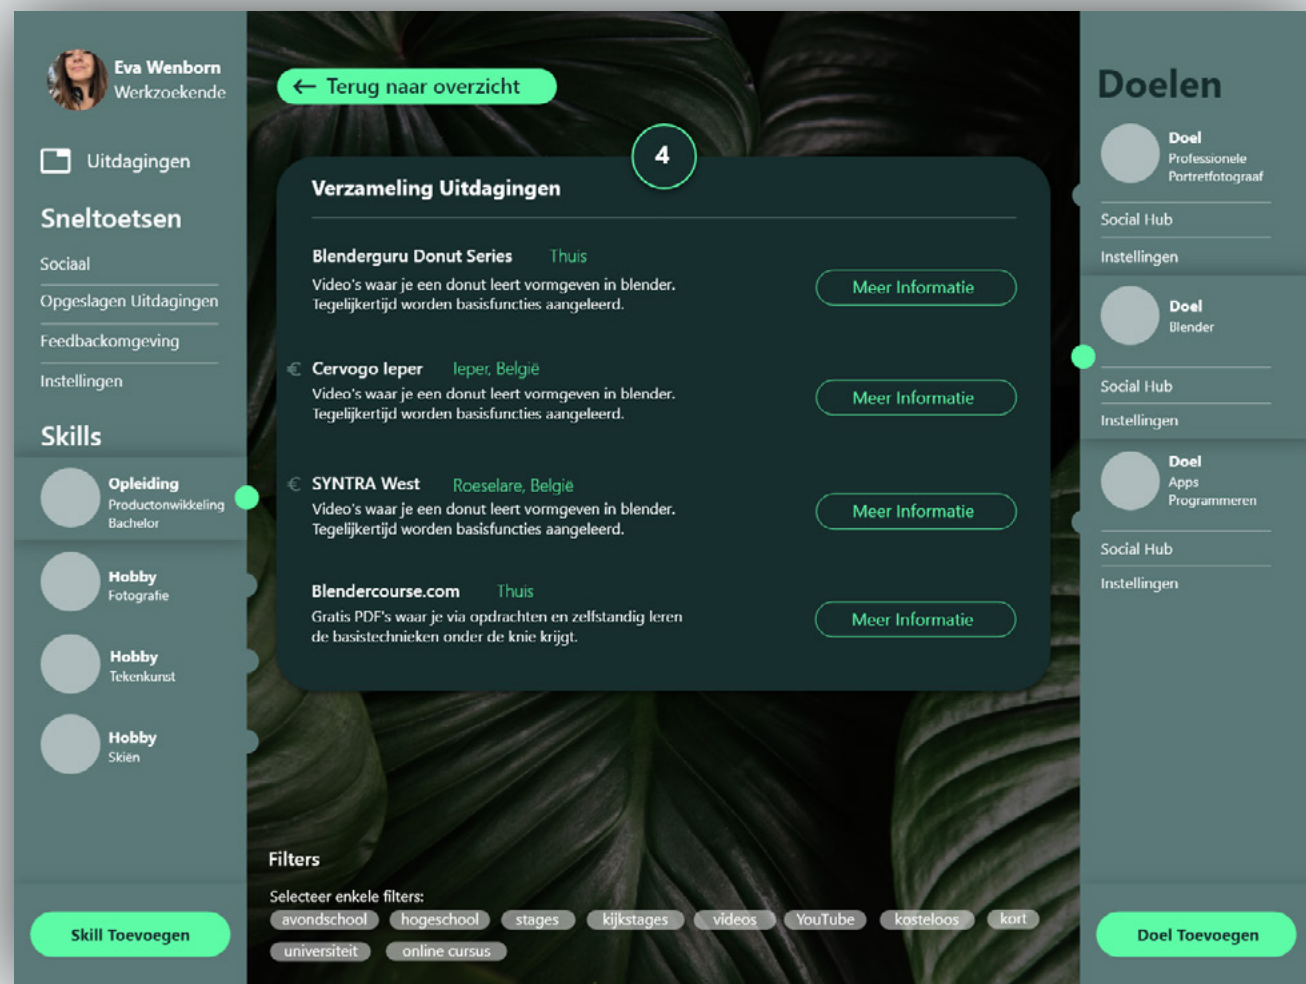 Eva Wenborn
Werkzoekende
Uitdagingen
Sneltoetsen
Sociaal
Opgeslagen Uitdagingen
Feedbackomgeving
Instellingen
Skills
Opleiding
Productonwikkeling
Bachelor
Hobby
Fotografie
Hobby
Tekenkunst
Hobby
Skiën
Skill Toevoegen
← Terug naar overzicht
4
Verzameling Uitdagingen
Blenderguru Donut Series Thuis
Video's waar je een donut leert vormgeven in blender.
Tegelijkertijd worden basisfuncties aangeleerd.
Meer Informatie
€ Cervogo Ieper Ieper, België
Video's waar je een donut leert vormgeven in blender.
Tegelijkertijd worden basisfuncties aangeleerd.
Meer Informatie
€ SYNTRA West Roeselare, België
Video's waar je een donut leert vormgeven in blender.
Tegelijkertijd worden basisfuncties aangeleerd.
Meer Informatie
Blendercourse.com Thuis
Gratis PDF's waar je via opdrachten en zelfstandig leren
de basistechnieken onder de knie krijgt.
Meer Informatie
Filters
Selecteer enkele filters:
avondschool hogeschool stages kijkstages videos YouTube kosteloos kort
universiteit online cursus
Doelen
Doel
Professionele
Portretfotograaf
Social Hub
Instellingen
Doel
Blender
Social Hub
Instellingen
Doel
Apps
Programmeren
Social Hub
Instellingen
Doel Toevoegen